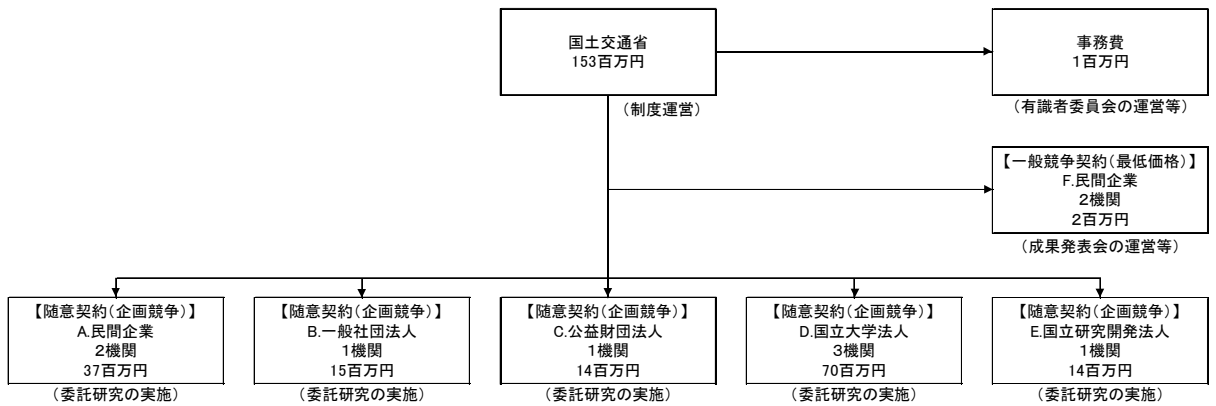 国土交通省
153百万円
（制度運営）
事務費
１百万円
（有識者委員会の運営等）
【一般競争契約（最低価格）】
F.民間企業
２機関
２百万円
（成果発表会の運営等）
【随意契約（企画競争）】
A.民間企業
２機関
37百万円
（委託研究の実施）
【随意契約（企画競争）】
B.一般社団法人
１機関
15百万円
（委託研究の実施）
【随意契約（企画競争）】
C.公益財団法人
１機関
14百万円
（委託研究の実施）
【随意契約（企画競争）】
D.国立大学法人
３機関
70百万円
（委託研究の実施）
【随意契約（企画競争）】
E.国立研究開発法人
１機関
14百万円
（委託研究の実施）